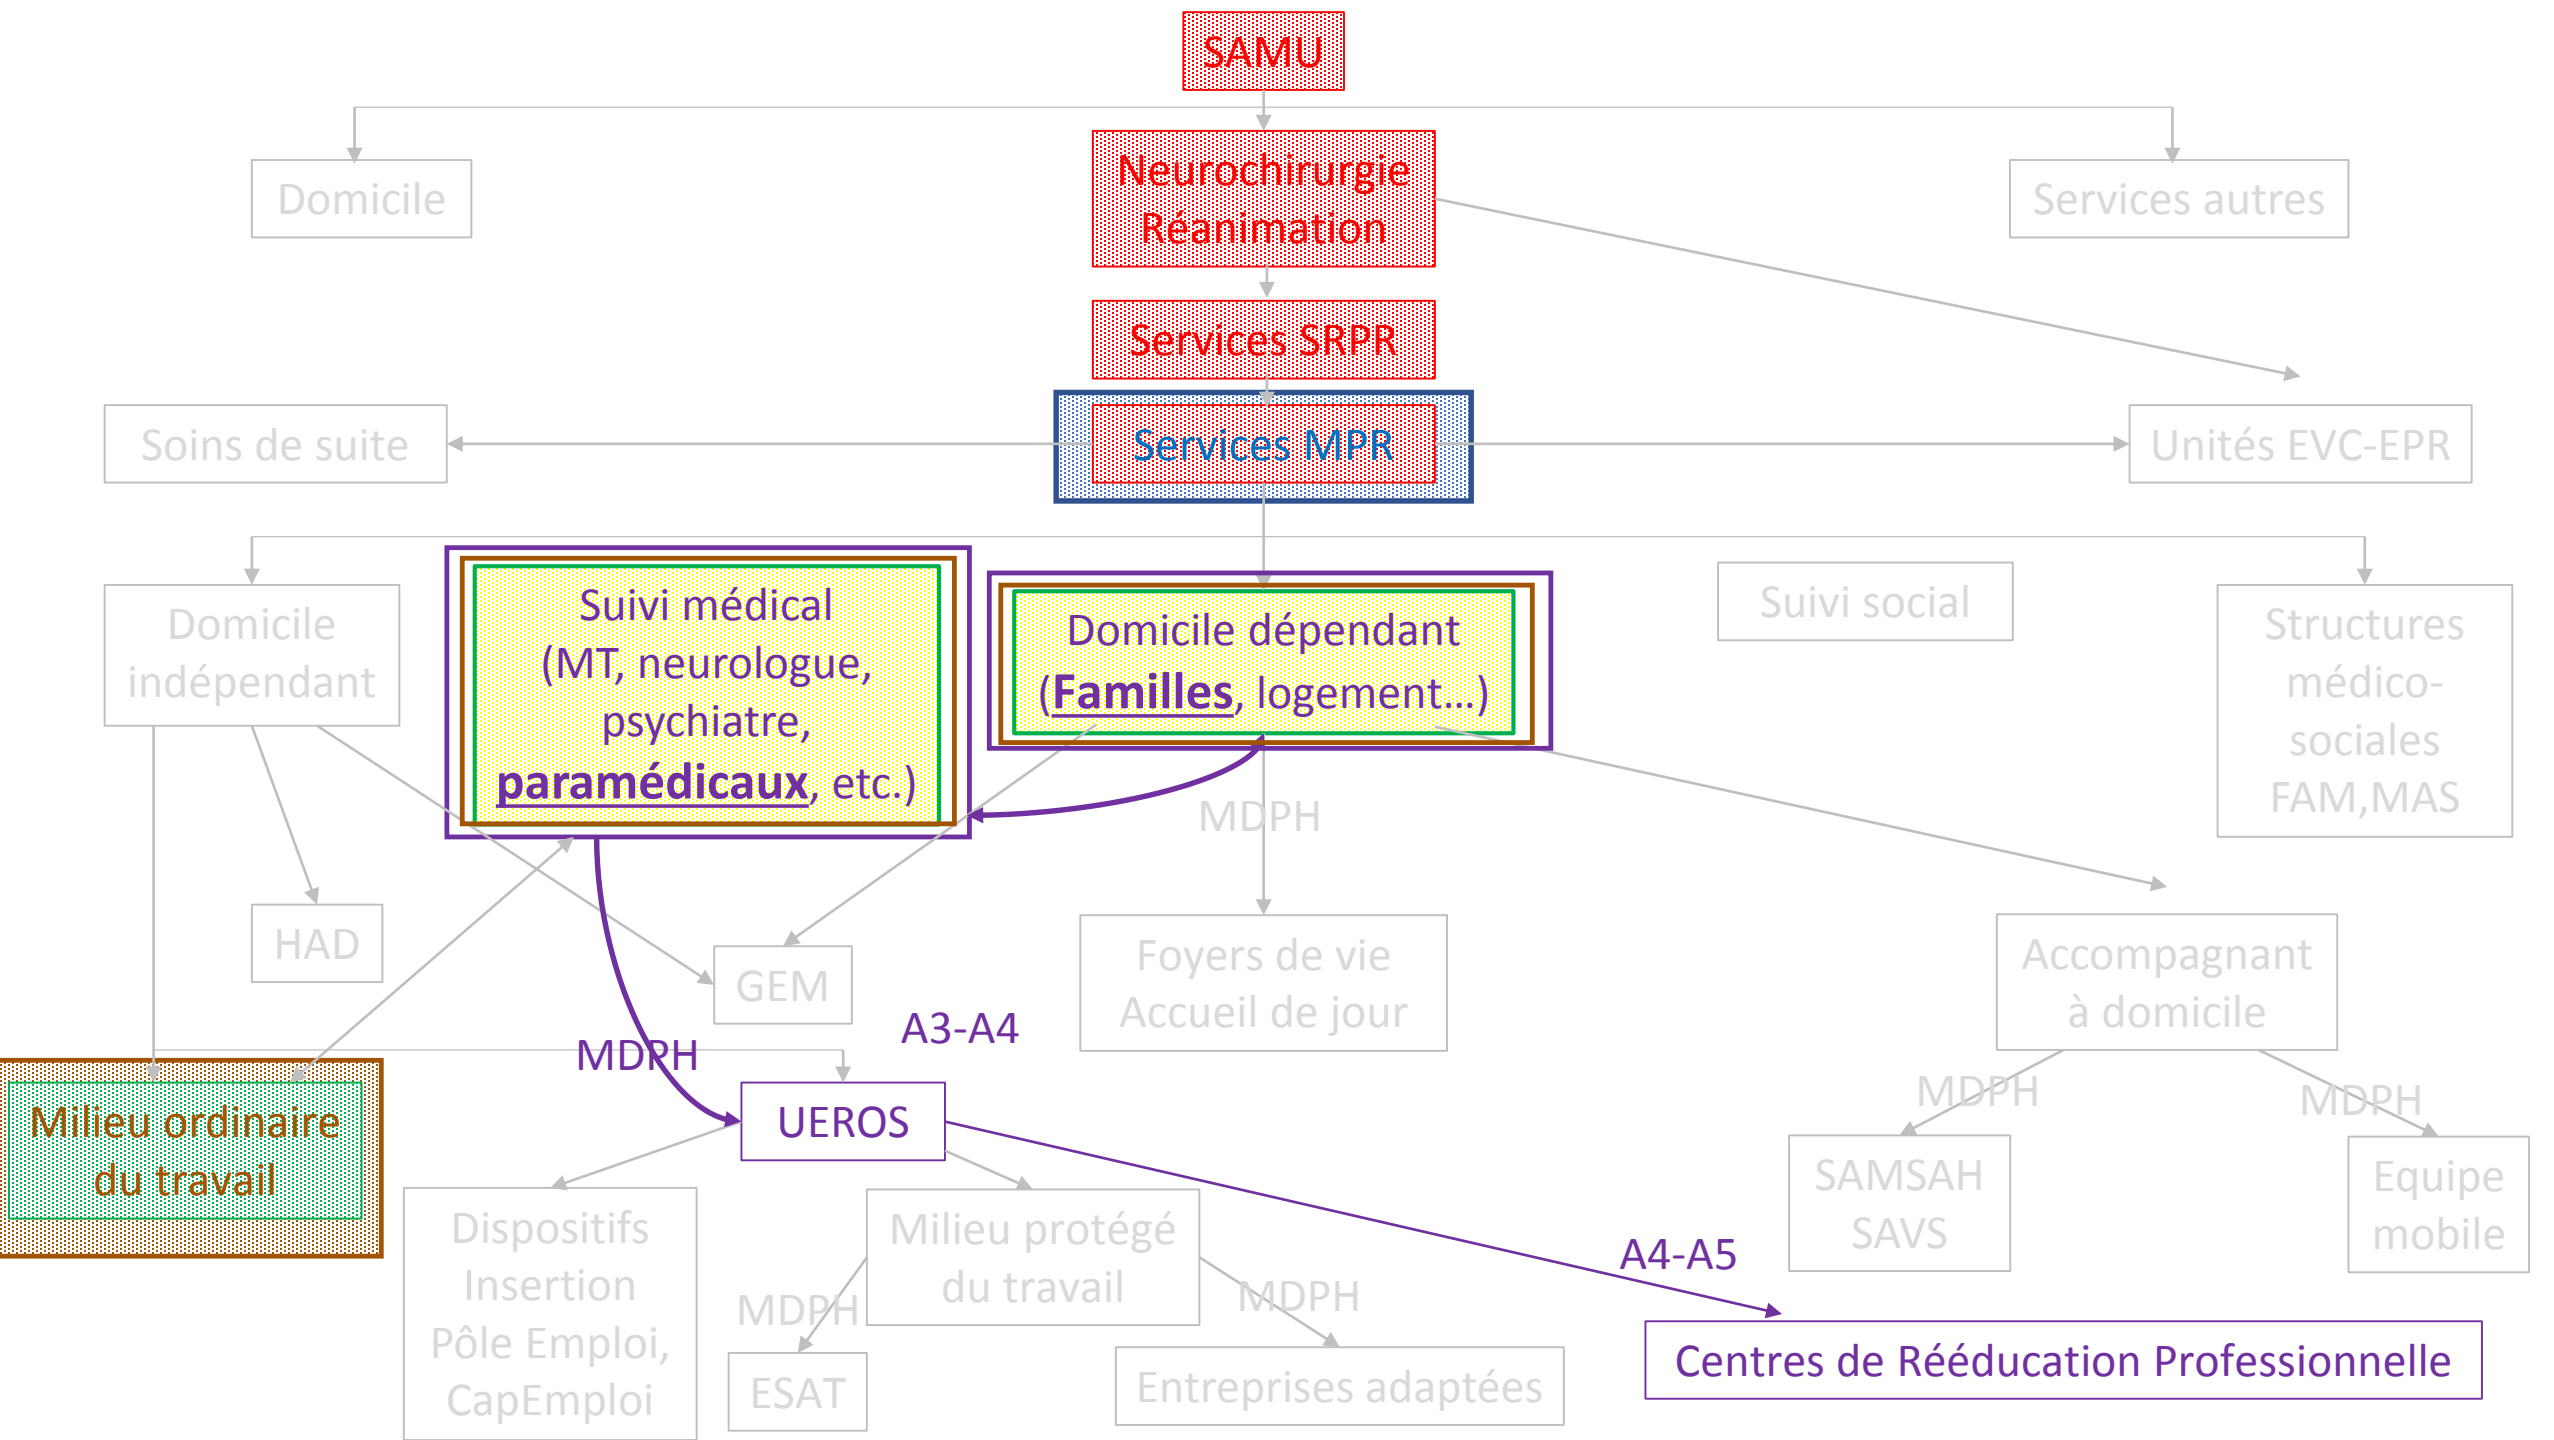 SAMU
Domicile
Neurochirurgie
Réanimation
Services autres
Services SRPR
Soins de suite
Services MPR
Unités EVC-EPR
Domicile
indépendant
Suivi médical
(MT, neurologue,
psychiatre,
paramédicaux, etc.)
Domicile dépendant
(Familles, logement...)
Suivi social
Structures
médico-
sociales
FAM,MAS
MDPH
HAD
GEM
Foyers de vie
Accueil de jour
Accompagnant
à domicile
A3-A4
MDPH
MDPH
MDPH
Milieu ordinaire
du travail
UEROS
SAMSAH
SAVS
Equipe
mobile
Dispositifs
Insertion
Pôle Emploi,
CapEmploi
Milieu protégé
du travail
A4-A5
MDPH
MDPH
ESAT
Entreprises adaptées
Centres de Rééducation Professionnelle